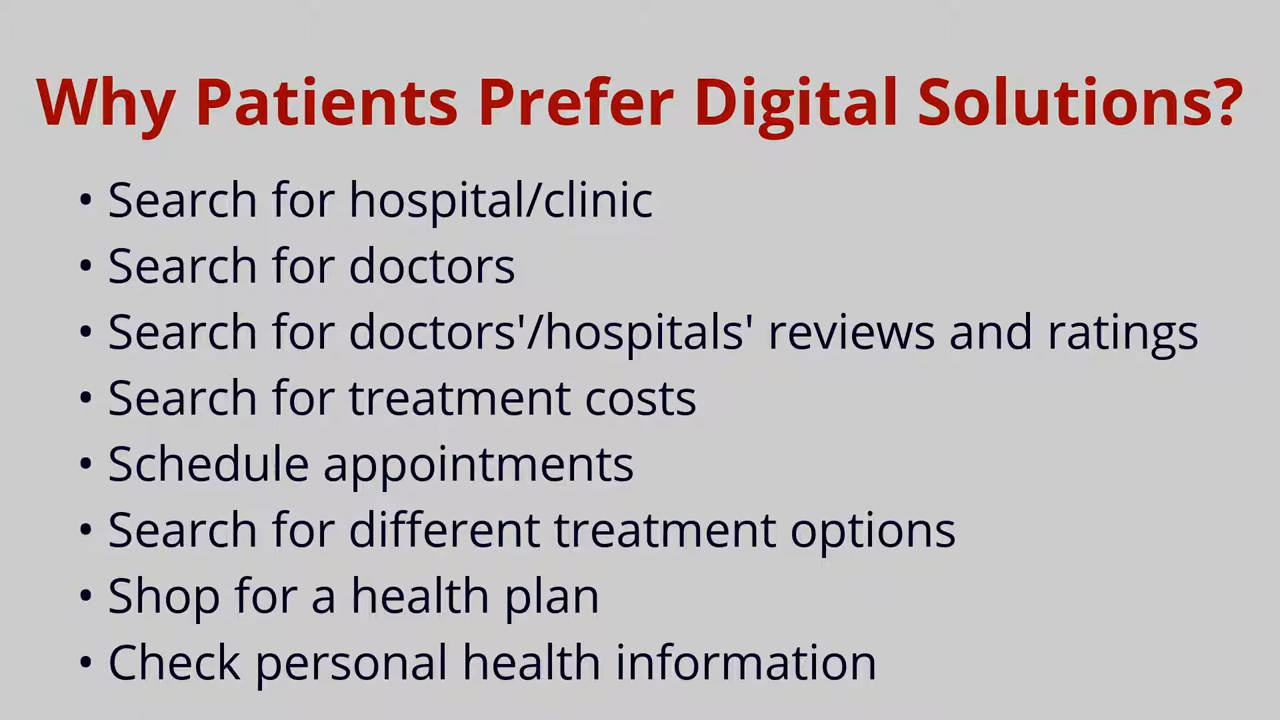 Why Patients Prefer Digital Solutions?
• Search for hospital/clinic
• Search for doctors
• Search for doctors'/hospitals' reviews and ratings
• Search for treatment costs
• Schedule appointments
• Search for different treatment options
• Shop for a health plan
• Check personal health information